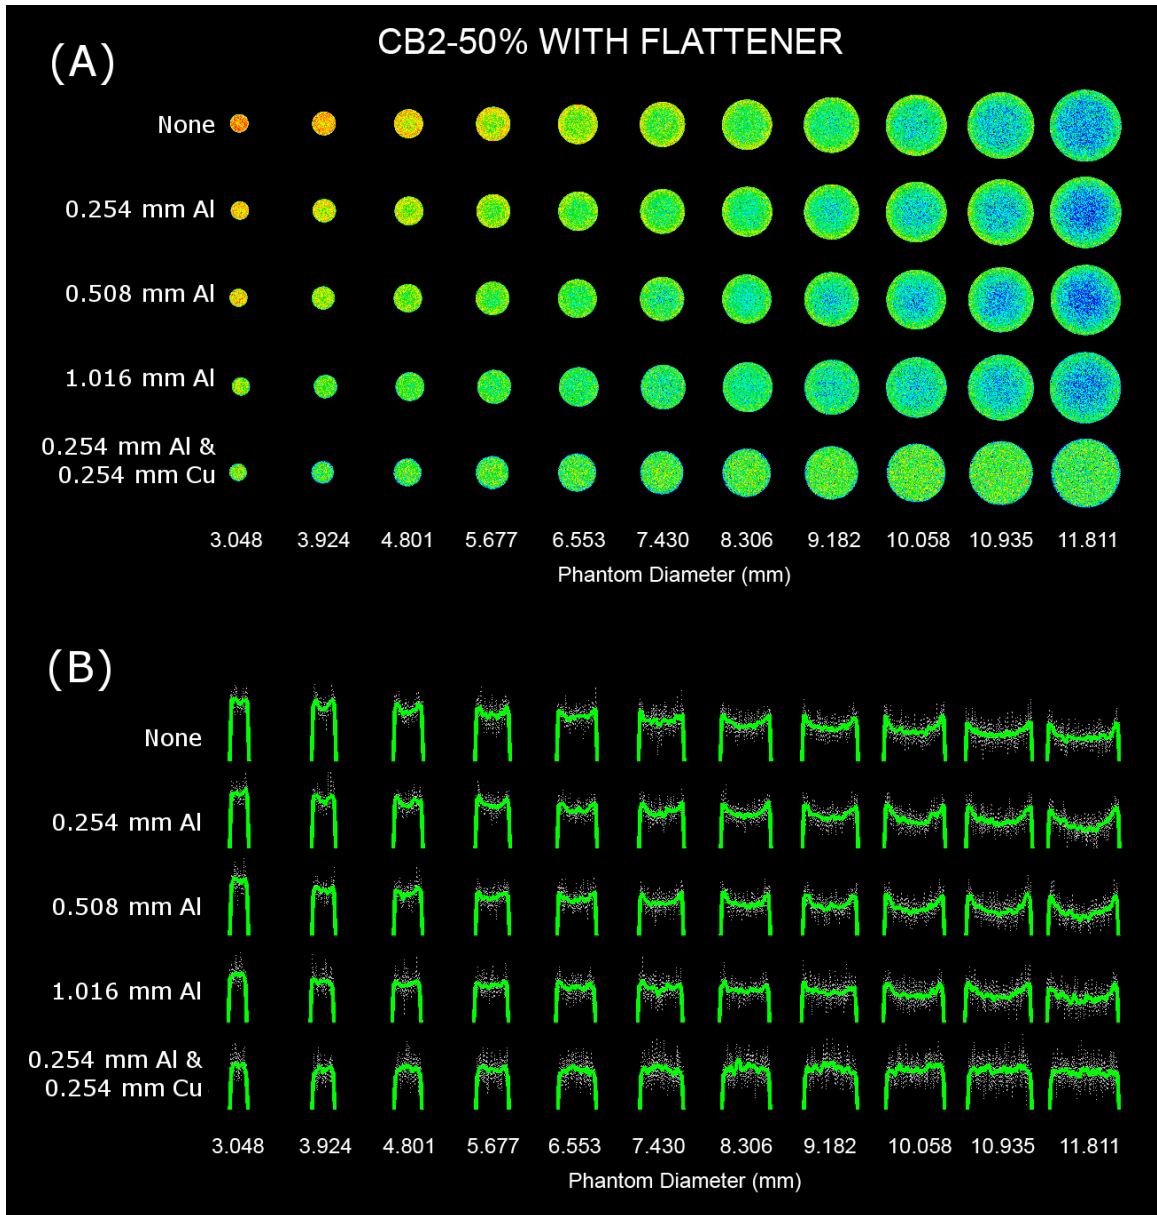 (A)
CB2-50% WITH FLATTENER
None
0.254 mm Al
0.508 mm Al
1.016 mm Al
0.254 mm Al &
0.254 mm Cu
3.048 3.924 4.801 5.677 6.553 7.430 8.306 9.182 10.058 10.935 11.811
Phantom Diameter (mm)
(B)
None
0.254 mm Al
0.508 mm Al
1.016 mm Al
0.254 mm Al &
0.254 mm Cu
3.048 3.924 4.801 5.677 6.553 7.430 8.306 9.182 10.058 10.935 11.811
Phantom Diameter (mm)